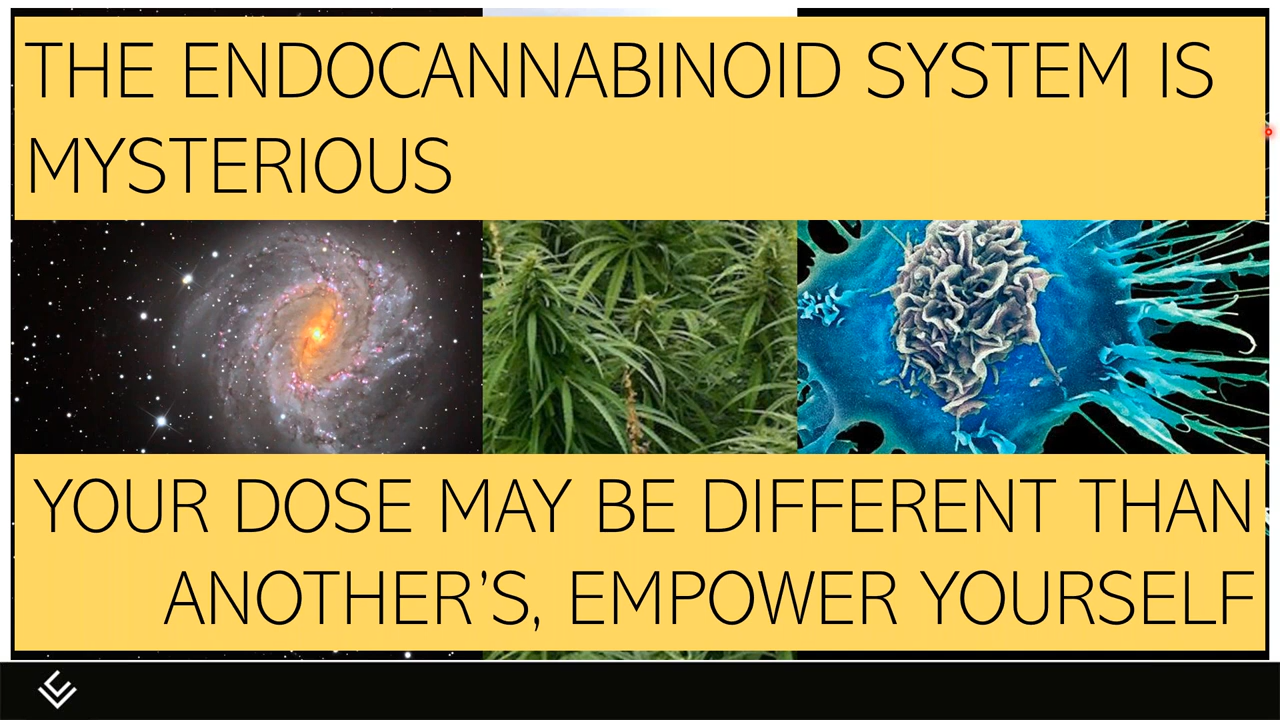 THE ENDOCANNABINOID SYSTEM IS
MYSTERIOUS
YOUR DOSE MAY BE DIFFERENT THAN
ANOTHER’S, EMPOWER YOURSELF